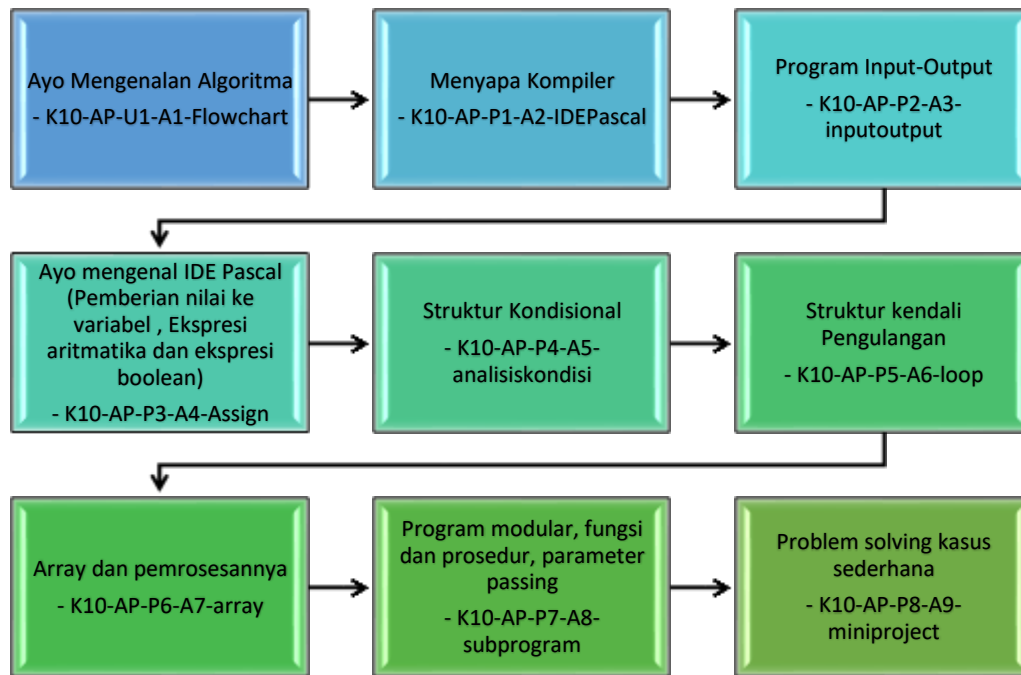 Ayo Mengenalan Algoritma
- K10-AP-U1-A1-Flowchart
Menyapa Kompiler
- K10-AP-P1-A2-IDEPascal
Program Input-Output
- K10-AP-P2-A3-
inputoutput
Ayo mengenal IDE Pascal
(Pemberian nilai ke
variabel , Ekspresi
aritmatika dan ekspresi
boolean)
- K10-AP-P3-A4-Assign
Struktur Kondisional
- K10-AP-P4-A5-
analisiskondisi
Struktur kendali
Pengulangan
- K10-AP-P5-A6-loop
Array dan pemrosesannya
- K10-AP-P6-A7-array
Program modular, fungsi
dan prosedur, parameter
passing
- K10-AP-P7-A8-
subprogram
Problem solving kasus
sederhana
- K10-AP-P8-A9-
miniproject